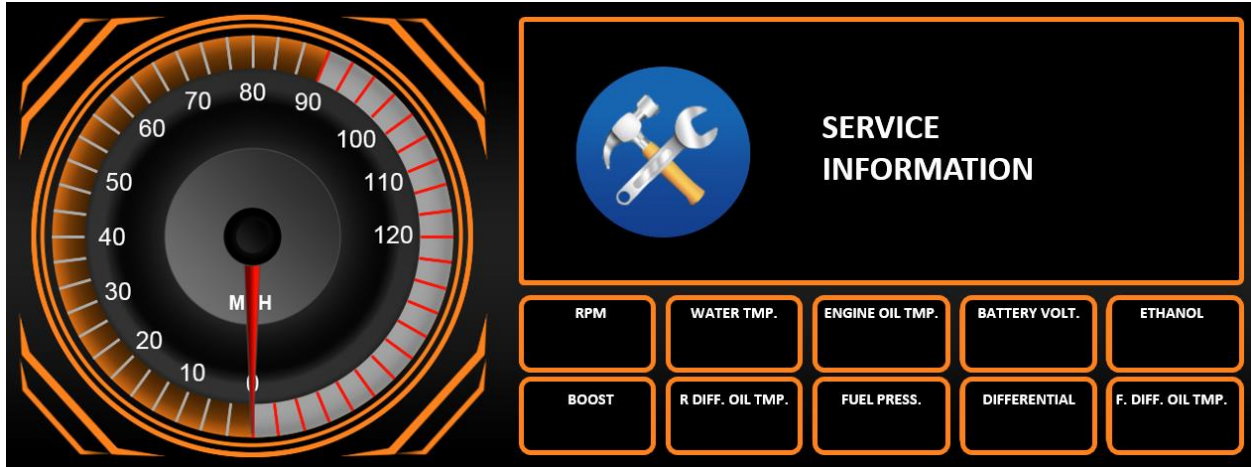 80
70
90
60
100
50
110
40
120
30
MPH
20
10
0
SERVICE
INFORMATION
RPM
WATER TMP.
ENGINE OIL TMP.
BATTERY VOLT.
ETHANOL
BOOST
R DIFF. OIL TMP.
FUEL PRESS.
DIFFERENTIAL
F. DIFF. OIL TMP.